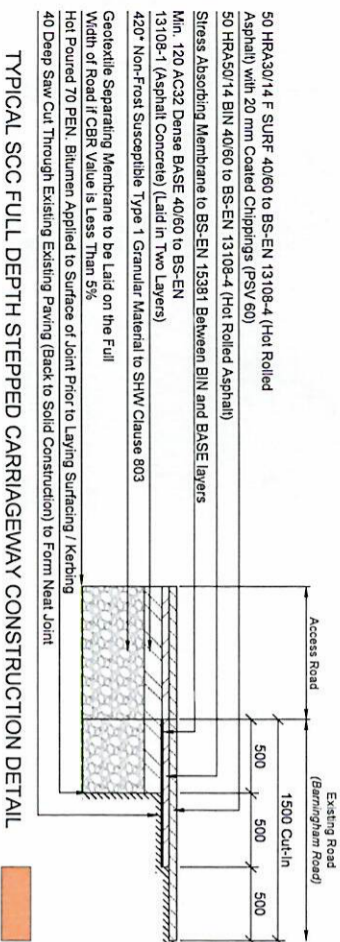 50 HRA30/14 F SURF 40/60 to BS-EN 13108-4 (Hot Rolled
Asphalt) with 20 mm Coated Chippings (PSV 60)
50 HRA50/14 BIN 40/60 to BS-EN 13108-4 (Hot Rolled Asphalt)
Stress Absorbing Membrane to BS-EN 15381 Between BIN and BASE layers
Min. 120 AC32 Dense BASE 40/60 to BS-EN
13108-1 (Asphalt Concrete) (Laid in Two Layers)
420* Non-Frost Susceptible Type 1 Granular Material to SHW Clause 803
Geotextile Separating Membrane to be Laid on the Full
Width of Road if CBR Value is Less Than 5%
Hot Poured 70 PEN. Bitumen Applied to Surface of Joint Prior to Laying Surfacing / Kerbing
40 Deep Saw Cut Through Existing Existing Paving (Back to Solid Construction) to Form Neat Joint
Access Road
Existing Road
(Barningham Road)
1500 Cut-In
500
500
500
TYPICAL SCC FULL DEPTH STEPPED CARRIAGEWAY CONSTRUCTION DETAIL